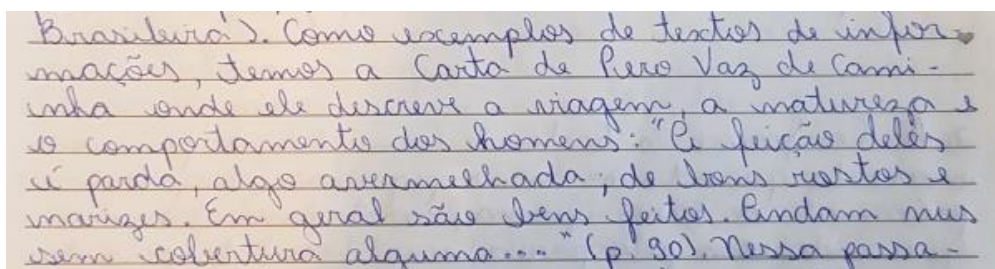 Brasileira). Como exemplos de textos de infor-
mações, temos a Carta de Pero Vaz de Cami-
nha onde ele descreve a viagem, a natureza e
o comportamento dos homens: "A feição deles
é parda, algo avermelhada; de bons rostos e
narizes. Em geral são bens feitos. Andam nus
sem cobertura alguma..." (p. 90). Nessa passa-